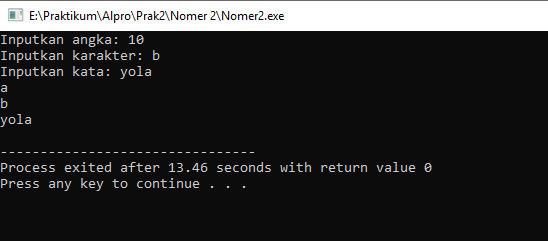 E:\Praktikum\Alpro\Prak2\Nomer 2\Nomer2.exe
Inputkan angka: 10
Inputkan karakter: b
Inputkan kata: yola
a
b
yola
--------------------------------
Process exited after 13.46 seconds with return value 0
Press any key to continue . . .